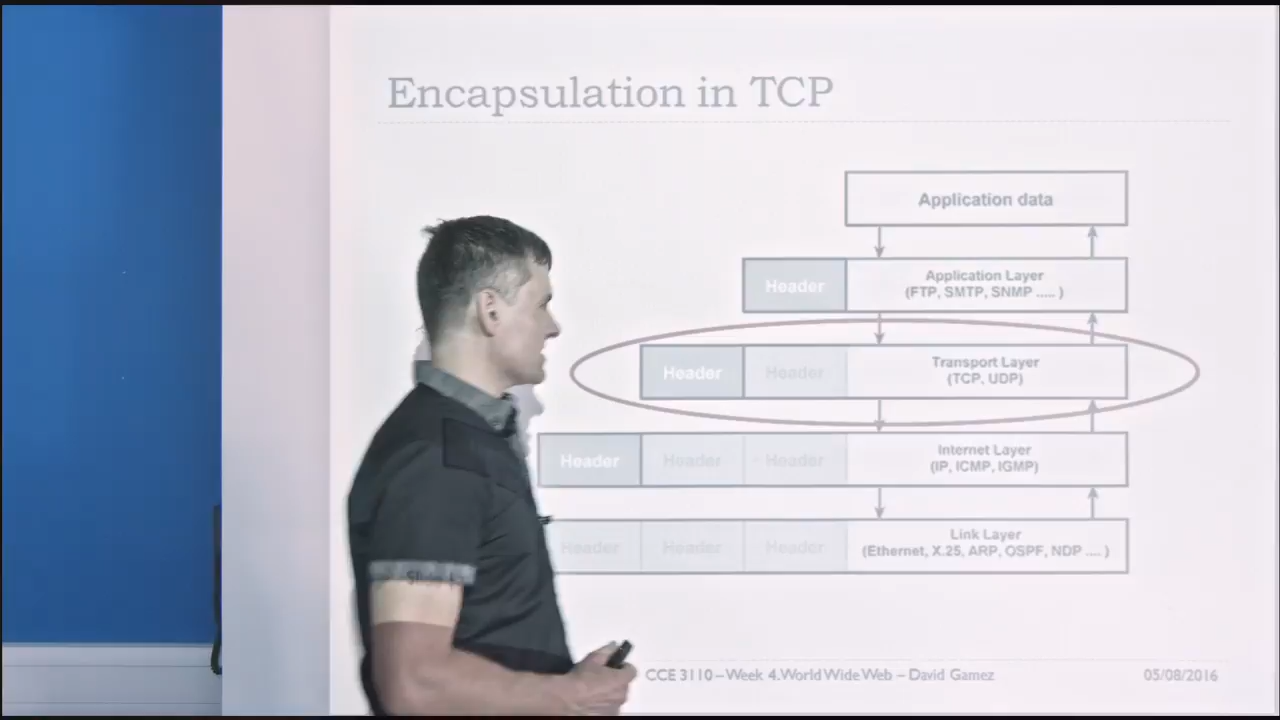 Encapsulation in TCP
Application data
Header
Application Layer
(FTP, SMTP, SNMP ..... )
Header
Header
Transport Layer
(TCP, UDP)
Header
Header
Header
Internet Layer
(IP, ICMP, IGMP)
Header
Header
Header
Link Layer
(Ethernet, X.25, ARP, OSPF, NDP .... )
CCE 3110 – Week 4.World Wide Web – David Gamez
05/08/2016